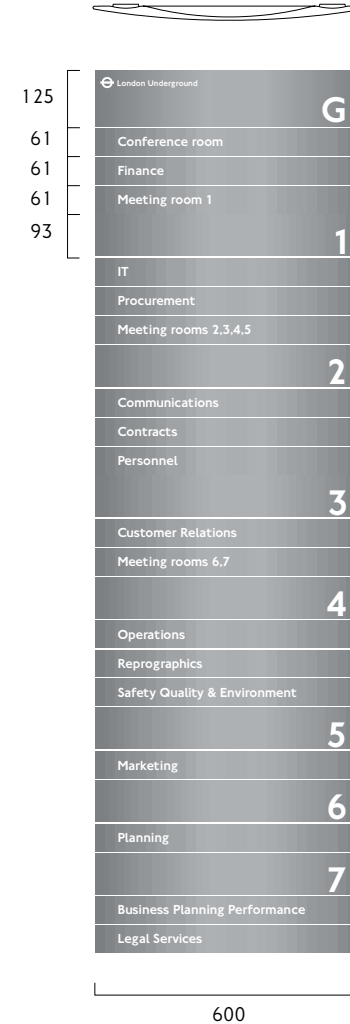 London Underground
G
125
61
Conference room
61
Finance
61
Meeting room 1
93
1
IT
Procurement
Meeting rooms 2,3,4,5
2
Communications
Contracts
Personnel
3
Customer Relations
Meeting rooms 6,7
4
Operations
Reprographics
Safety Quality & Environment
5
Marketing
6
Planning
7
Business Planning Performance
Legal Services
600